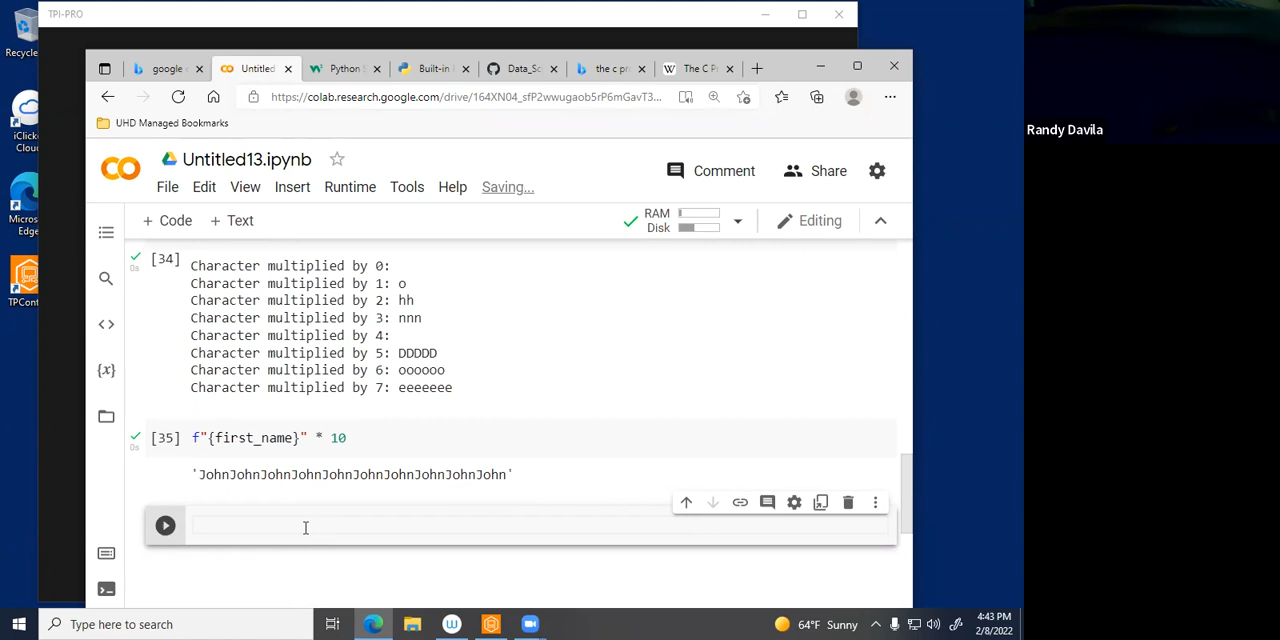 TPI-PRO
Recycle
iClicke
Clou
Micros
Edge
TPCont
google c
Untitled
Python
Built-in
Data_Sc
the c pro
The C Pr
https://colab.research.google.com/drive/164XN04_sfP2wwugaob5rP6mGavT3...
UHD Managed Bookmarks
Untitled13.ipynb
Comment
Share
File Edit View Insert Runtime Tools Help Saving...
+ Code + Text
RAM
Disk
Editing
[34]
0s
Character multiplied by 0:
Character multiplied by 1: o
Character multiplied by 2: hh
Character multiplied by 3: nnn
Character multiplied by 4:
Character multiplied by 5: DDDDD
Character multiplied by 6: oooooo
Character multiplied by 7: eeeeeee
[35] f"{first_name}" * 10
0s
'JohnJohnJohnJohnJohnJohnJohnJohnJohnJohn'
Randy Davila
Type here to search
64°F Sunny
4:43 PM
2/8/2022